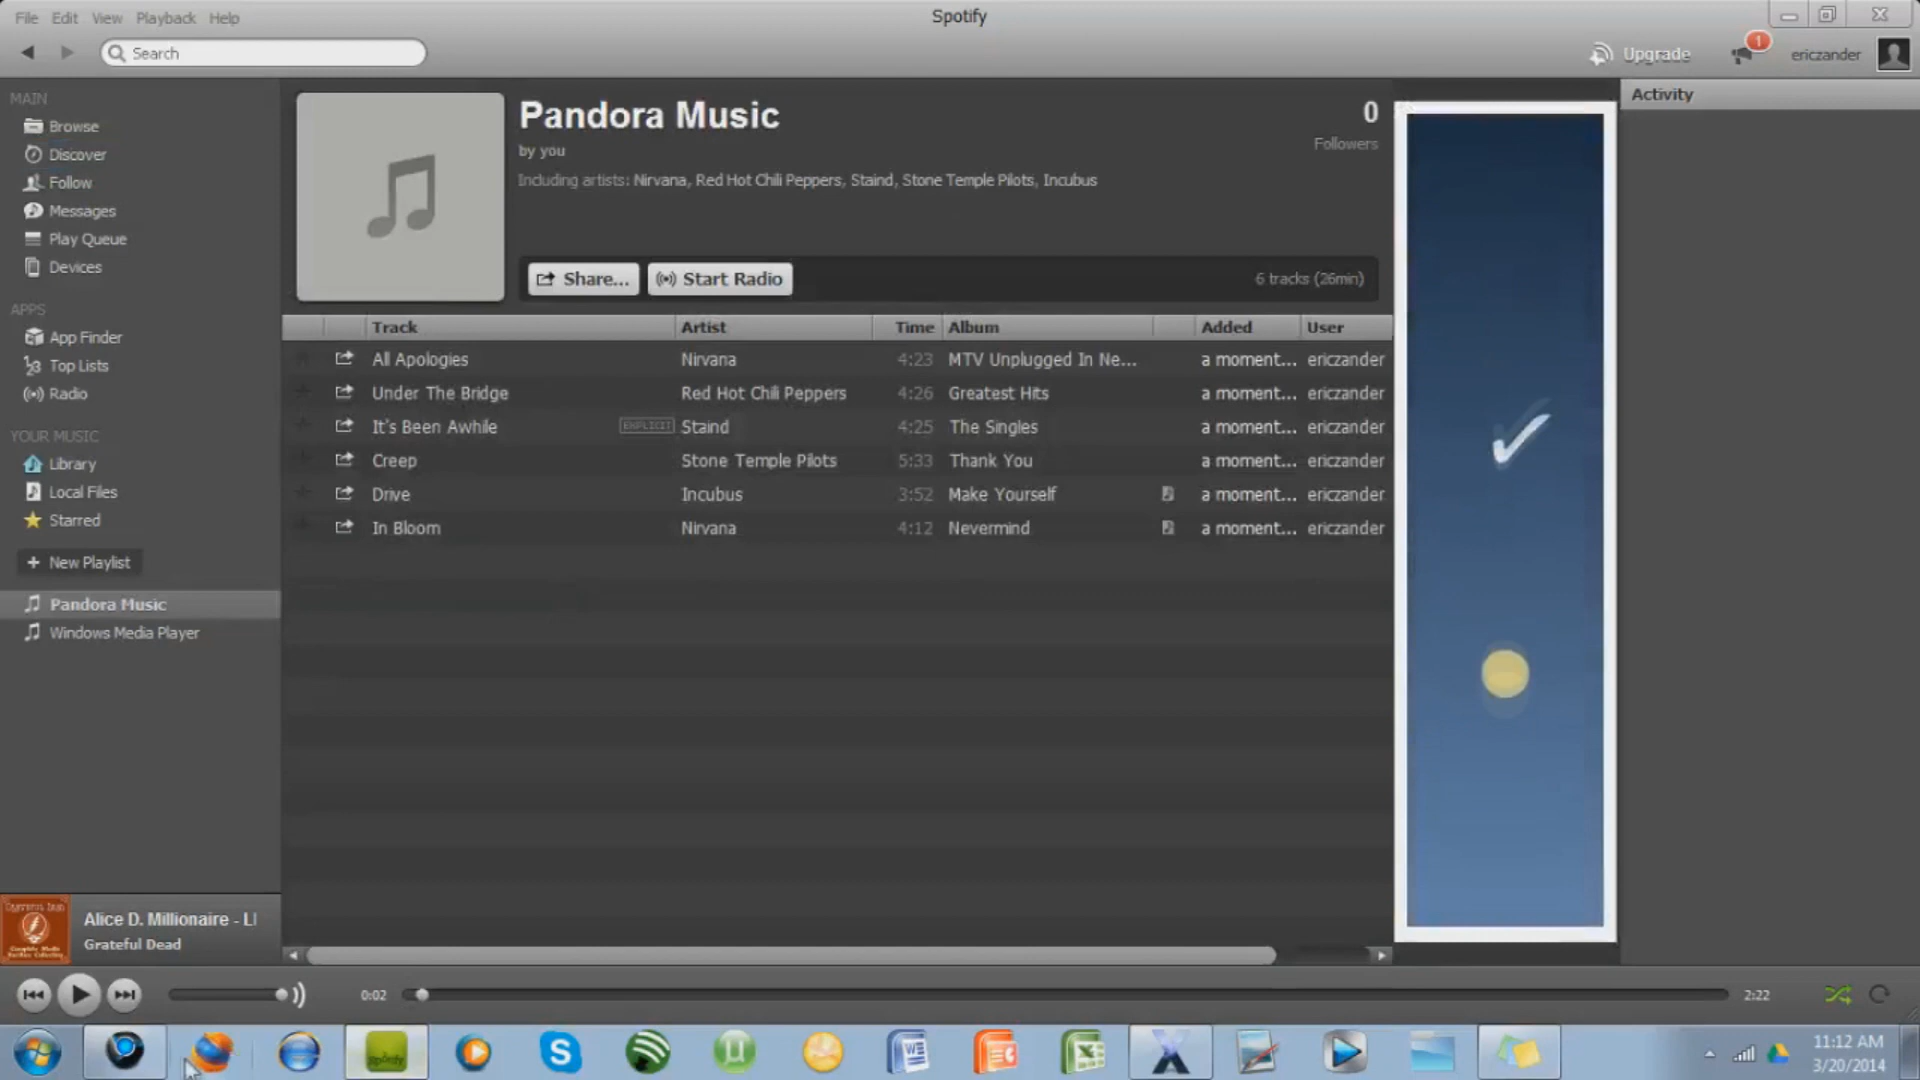 File Edit View Playback Help
Spotify
Search
Upgrade
1
ericzander
MAIN
Browse
Discover
Follow
Messages
Play Queue
Devices
APPS
App Finder
Top Lists
Radio
YOUR MUSIC
Library
Local Files
Starred
+ New Playlist
Pandora Music
Windows Media Player
Pandora Music
by you
Including artists: Nirvana, Red Hot Chili Peppers, Staind, Stone Temple Pilots, Incubus
0
Followers
Share...
Start Radio
6 tracks (26min)
Track Artist Time Album Added User
All Apologies Nirvana 4:23 MTV Unplugged In Ne... a moment... ericzander
Under The Bridge Red Hot Chili Peppers 4:26 Greatest Hits a moment... ericzander
It's Been Awhile EXPLICIT Staind 4:25 The Singles a moment... ericzander
Creep Stone Temple Pilots 5:33 Thank You a moment... ericzander
Drive Incubus 3:52 Make Yourself a moment... ericzander
In Bloom Nirvana 4:12 Nevermind a moment... ericzander
Activity
Alice D. Millionaire - LI
Grateful Dead
0:02
2:22
Spotify
11:12 AM
3/20/2014